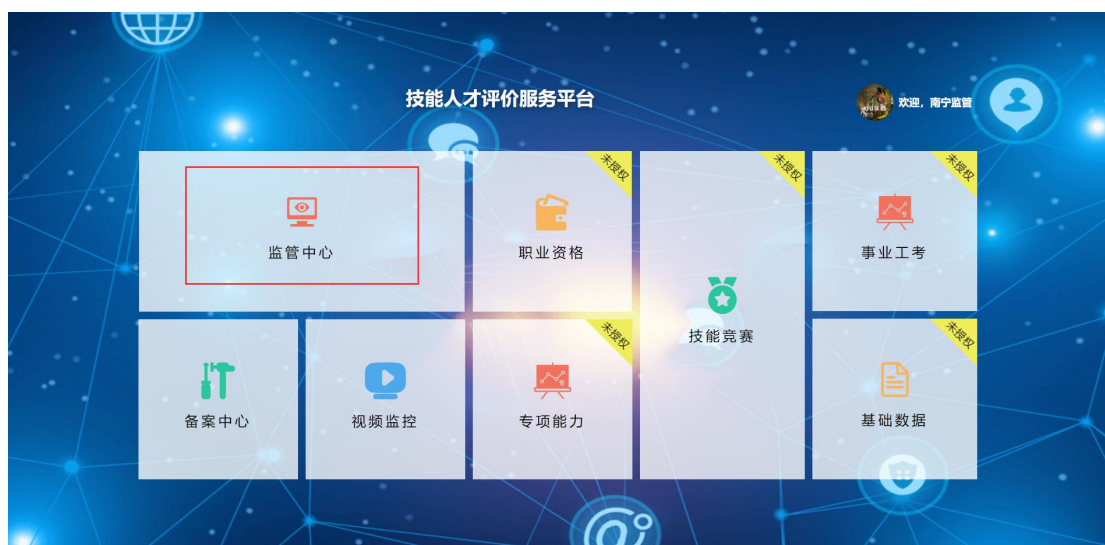 技能人才评价服务平台
欢迎，南宁监管
监管中心
未授权
职业资格
未授权
技能竞赛
未授权
事业工考
备案中心
视频监控
未授权
专项能力
未授权
基础数据